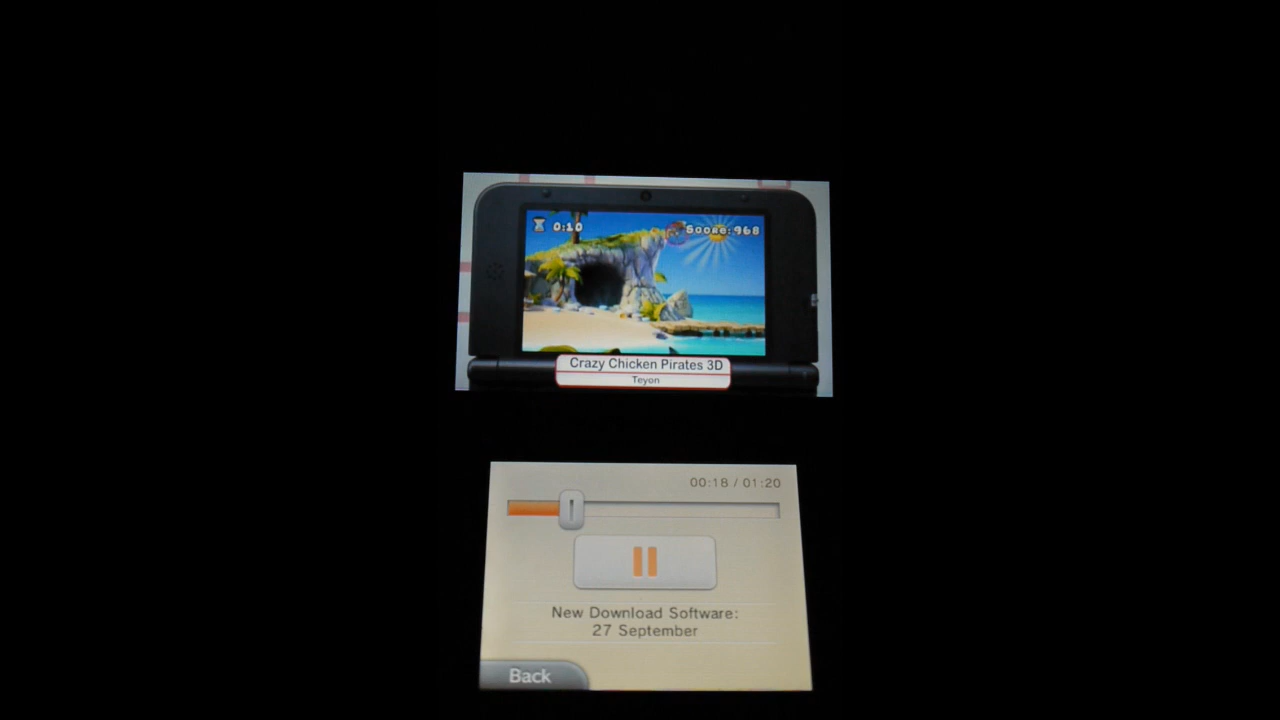 0:10
Score: 968
Crazy Chicken Pirates 3D
Teyon
00:18 / 01:20
New Download Software:
27 September
Back